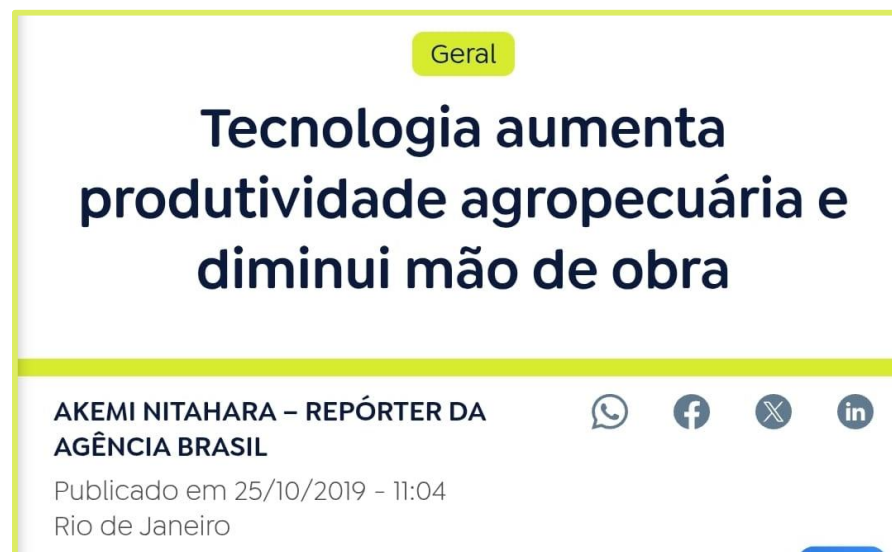 Geral
Tecnologia aumenta
produtividade agropecuária e
diminui mão de obra
AKEMI NITAHARA – REPÓRTER DA
AGÊNCIA BRASIL
Publicado em 25/10/2019 - 11:04
Rio de Janeiro